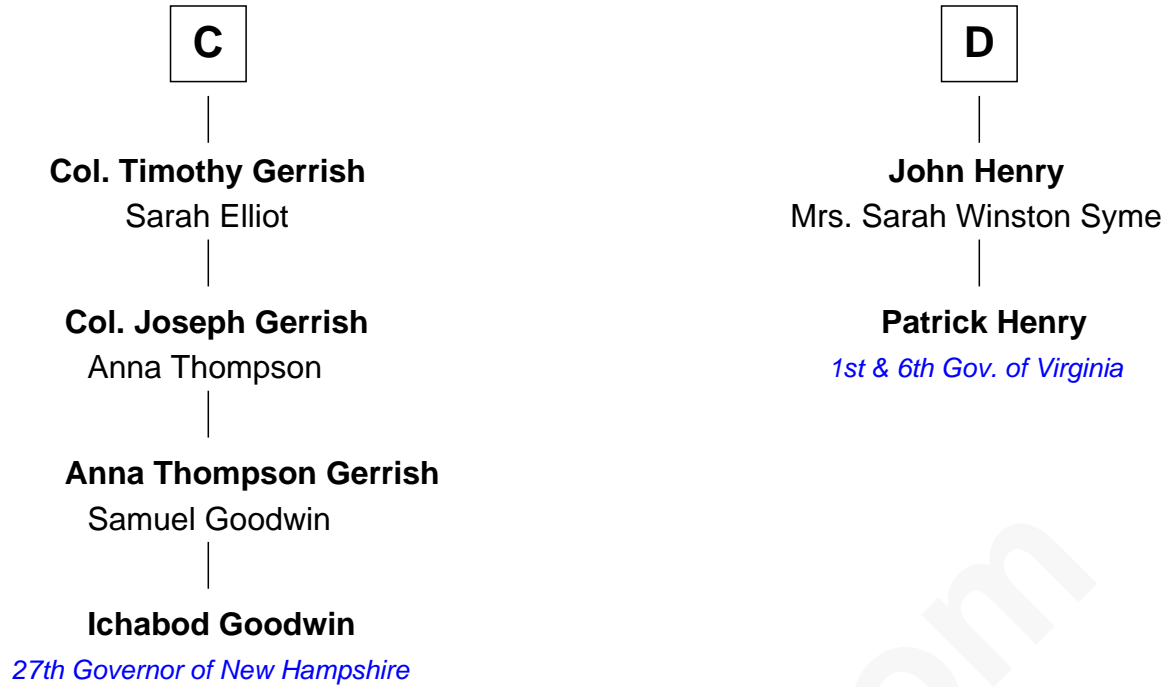 C
Col. Timothy Gerrish
Sarah Elliot
Col. Joseph Gerrish
Anna Thompson
Anna Thompson Gerrish
Samuel Goodwin
Ichabod Goodwin
27th Governor of New Hampshire
D
John Henry
Mrs. Sarah Winston Syme
Patrick Henry
1st & 6th Gov. of Virginia
om